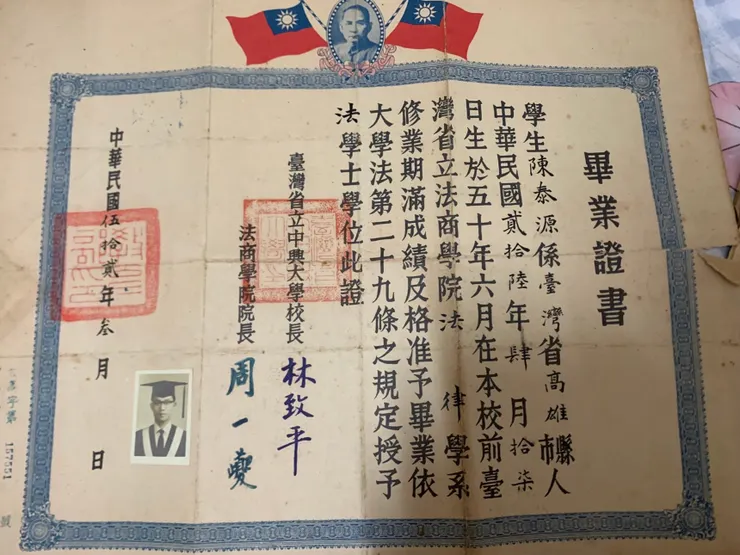 畢業證書
學生陳泰源係臺灣省高雄縣市人
中華民國貳拾陸年肆月拾柒
日生於五十年六月在本校前臺
灣省立法商學院法律學系
修業期滿成績及格准予畢業依
大學法第二十九條之規定授予
法學士學位此證
臺灣省立中興大學校長 林致平
法商學院院長 周一夔
中華民國伍拾貳年叁月 日
字第 157551 號